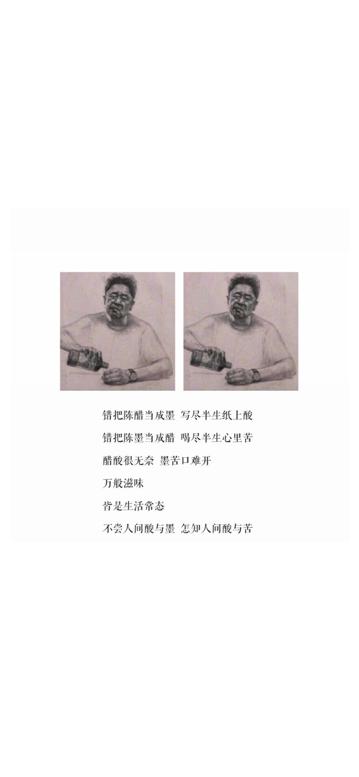 错把陈醋当成墨 写尽半生纸上酸
错把陈墨当成醋 喝尽半生心里苦
醋酸很无奈 墨苦口难开
万般滋味
皆是生活常态
不尝人间酸与墨 怎知人间酸与苦